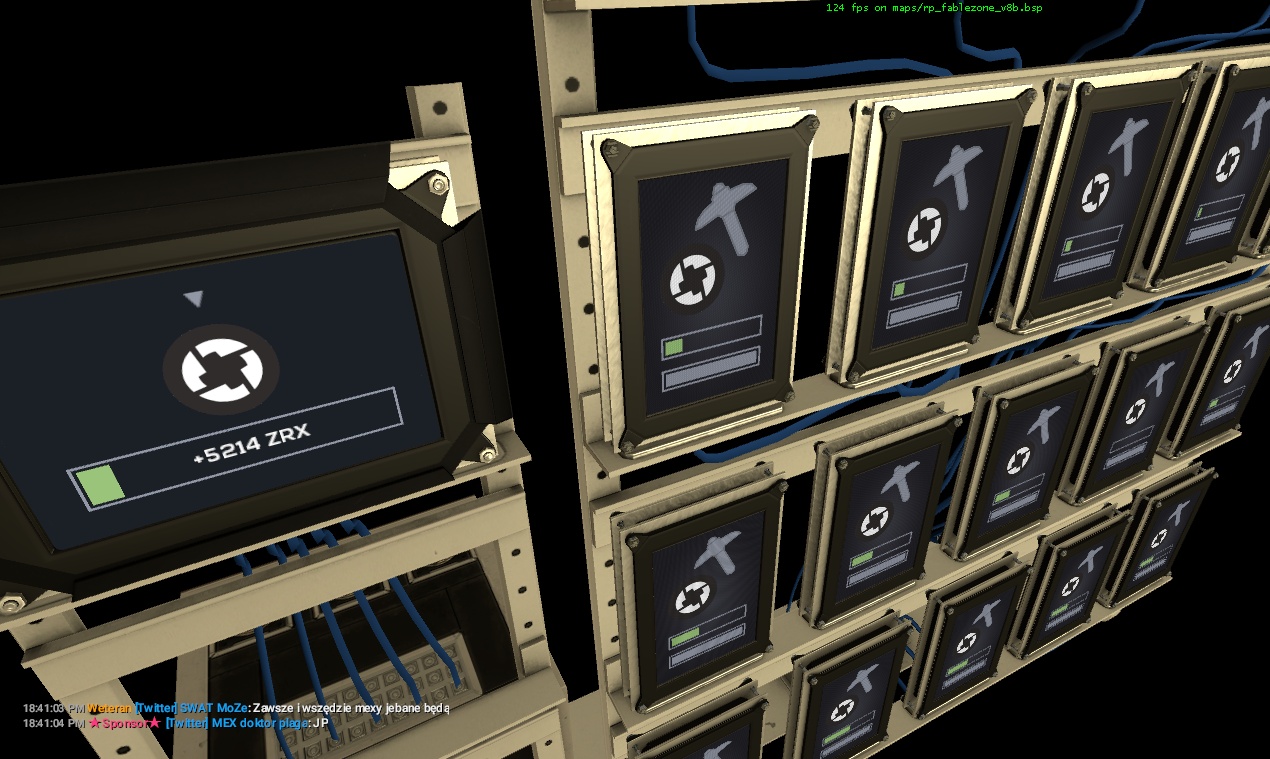 124 fps on maps/rp_fablezone_v8b.bsp
+5214 ZRX
18:41:03 PM Weteran [Twitter] SWAT MoZe: Zawsze i wszędzie mexy jebane będą
18:41:04 PM ★Sponsor★ [Twitter] MEX doktor plage: JP